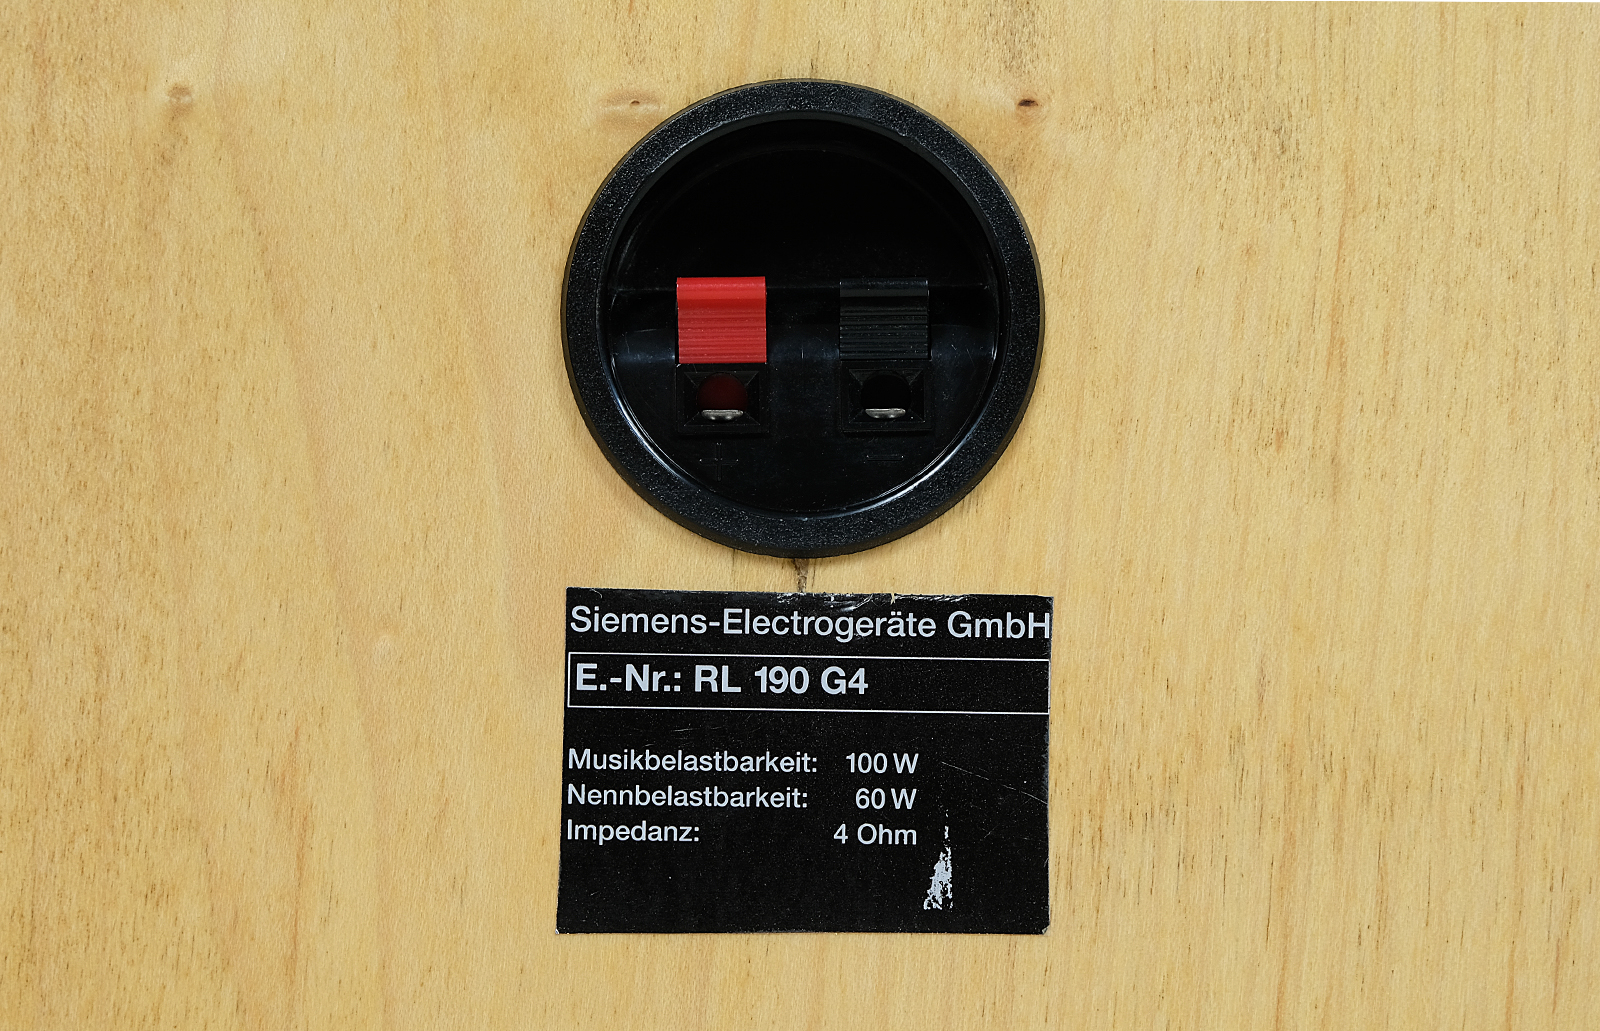 + −
Siemens-Electrogeräte GmbH
E.-Nr.: RL 190 G4
Musikbelastbarkeit: 100 W
Nennbelastbarkeit: 60 W
Impedanz: 4 Ohm